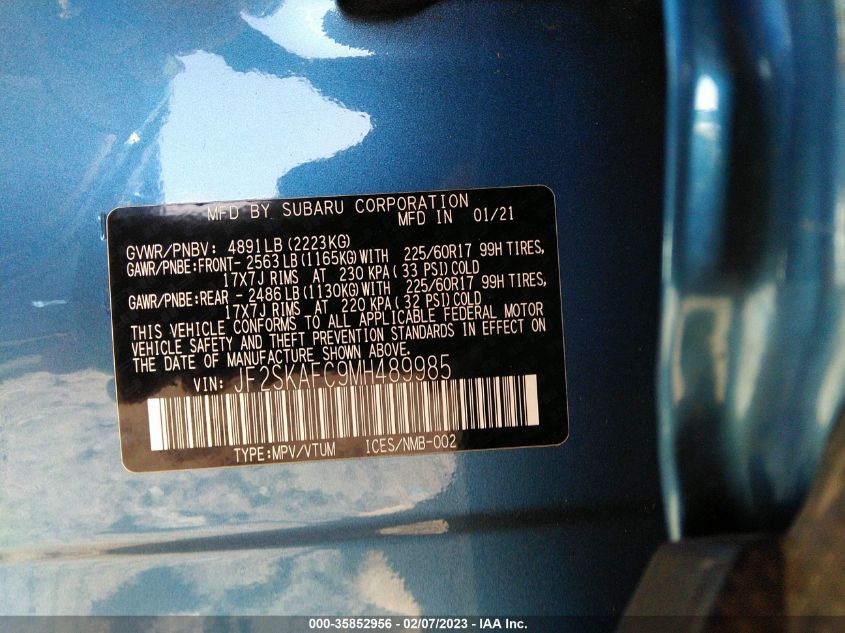 MFD BY SUBARU CORPORATION
MFD IN 01/21
GVWR/PNBV: 4891LB(2223KG)
GAWR/PNBE:FRONT- 2563LB(1165KG)WITH 225/60R17 99H TIRES,
17X7J RIMS AT 230 KPA(33 PSI)COLD
GAWR/PNBE:REAR - 2486LB(1130KG)WITH 225/60R17 99H TIRES,
17X7J RIMS AT 220 KPA(32 PSI)COLD
THIS VEHICLE CONFORMS TO ALL APPLICABLE FEDERAL MOTOR
VEHICLE SAFETY AND THEFT PREVENTION STANDARDS IN EFFECT ON
THE DATE OF MANUFACTURE SHOWN ABOVE.
VIN: JF2SKAFC9MH489985
TYPE:MPV/VTUM ICES/NMB-002
000-35852956 - 02/07/2023 - IAA Inc.